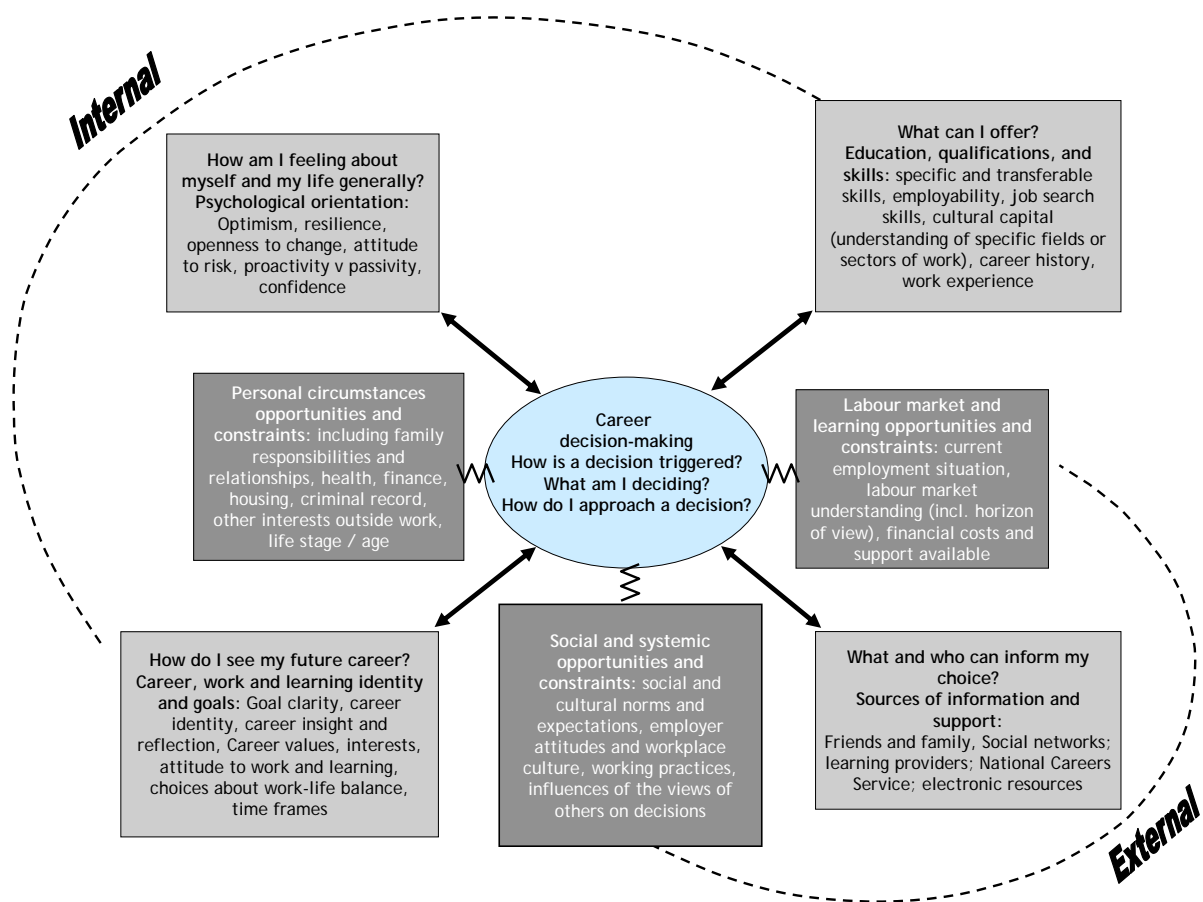 Internal
How am I feeling about
myself and my life generally?
Psychological orientation:
Optimism, resilience,
openness to change, attitude
to risk, proactivity v passivity,
confidence
What can I offer?
Education, qualifications, and
skills: specific and transferable
skills, employability, job search
skills, cultural capital
(understanding of specific fields or
sectors of work), career history,
work experience
Personal circumstances
opportunities and
constraints: including family
responsibilities and
relationships, health, finance,
housing, criminal record,
other interests outside work,
life stage / age
Career
decision-making
How is a decision triggered?
What am I deciding?
How do I approach a decision?
Labour market and
learning opportunities and
constraints: current
employment situation,
labour market
understanding (incl. horizon
of view), financial costs and
support available
How do I see my future career?
Career, work and learning identity
and goals: Goal clarity, career
identity, career insight and
reflection, Career values, interests,
attitude to work and learning,
choices about work-life balance,
time frames
Social and systemic
opportunities and
constraints: social and
cultural norms and
expectations, employer
attitudes and workplace
culture, working practices,
influences of the views of
others on decisions
What and who can inform my
choice?
Sources of information and
support:
Friends and family, Social networks;
learning providers; National Careers
Service; electronic resources
External